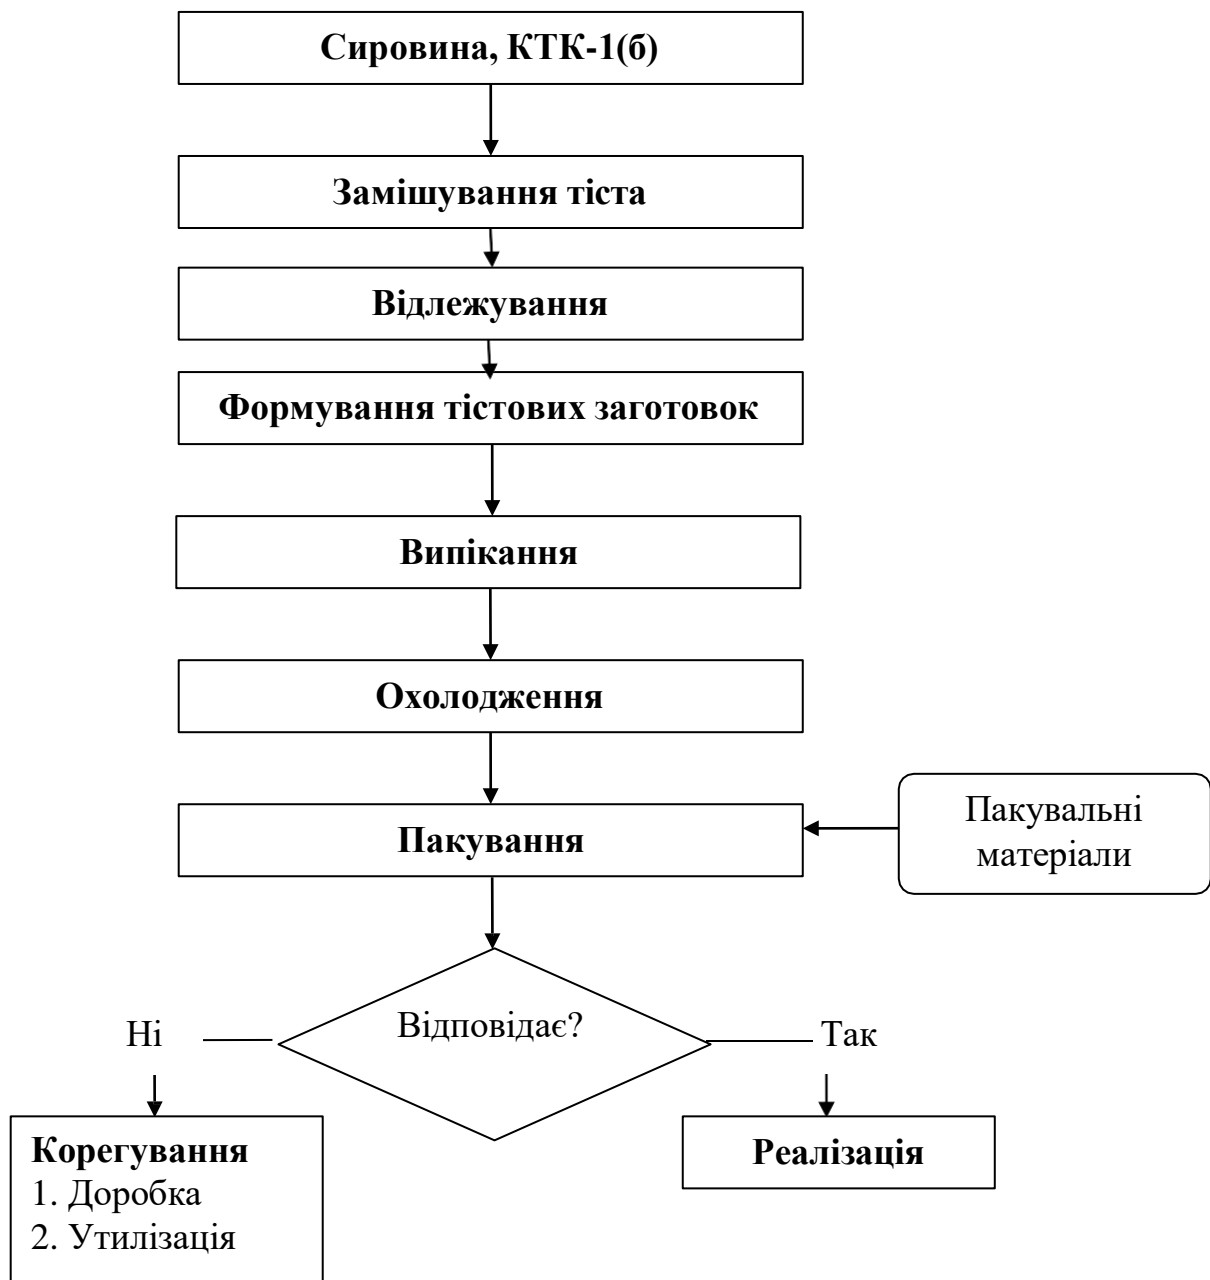 Сировина, КТК-1(б)
Замішування тіста
Відлежування
Формування тістових заготовок
Випікання
Охолодження
Пакування
Пакувальні
матеріали
Відповідає?
Ні
Так
Корегування
1. Доробка
2. Утилізація
Реалізація